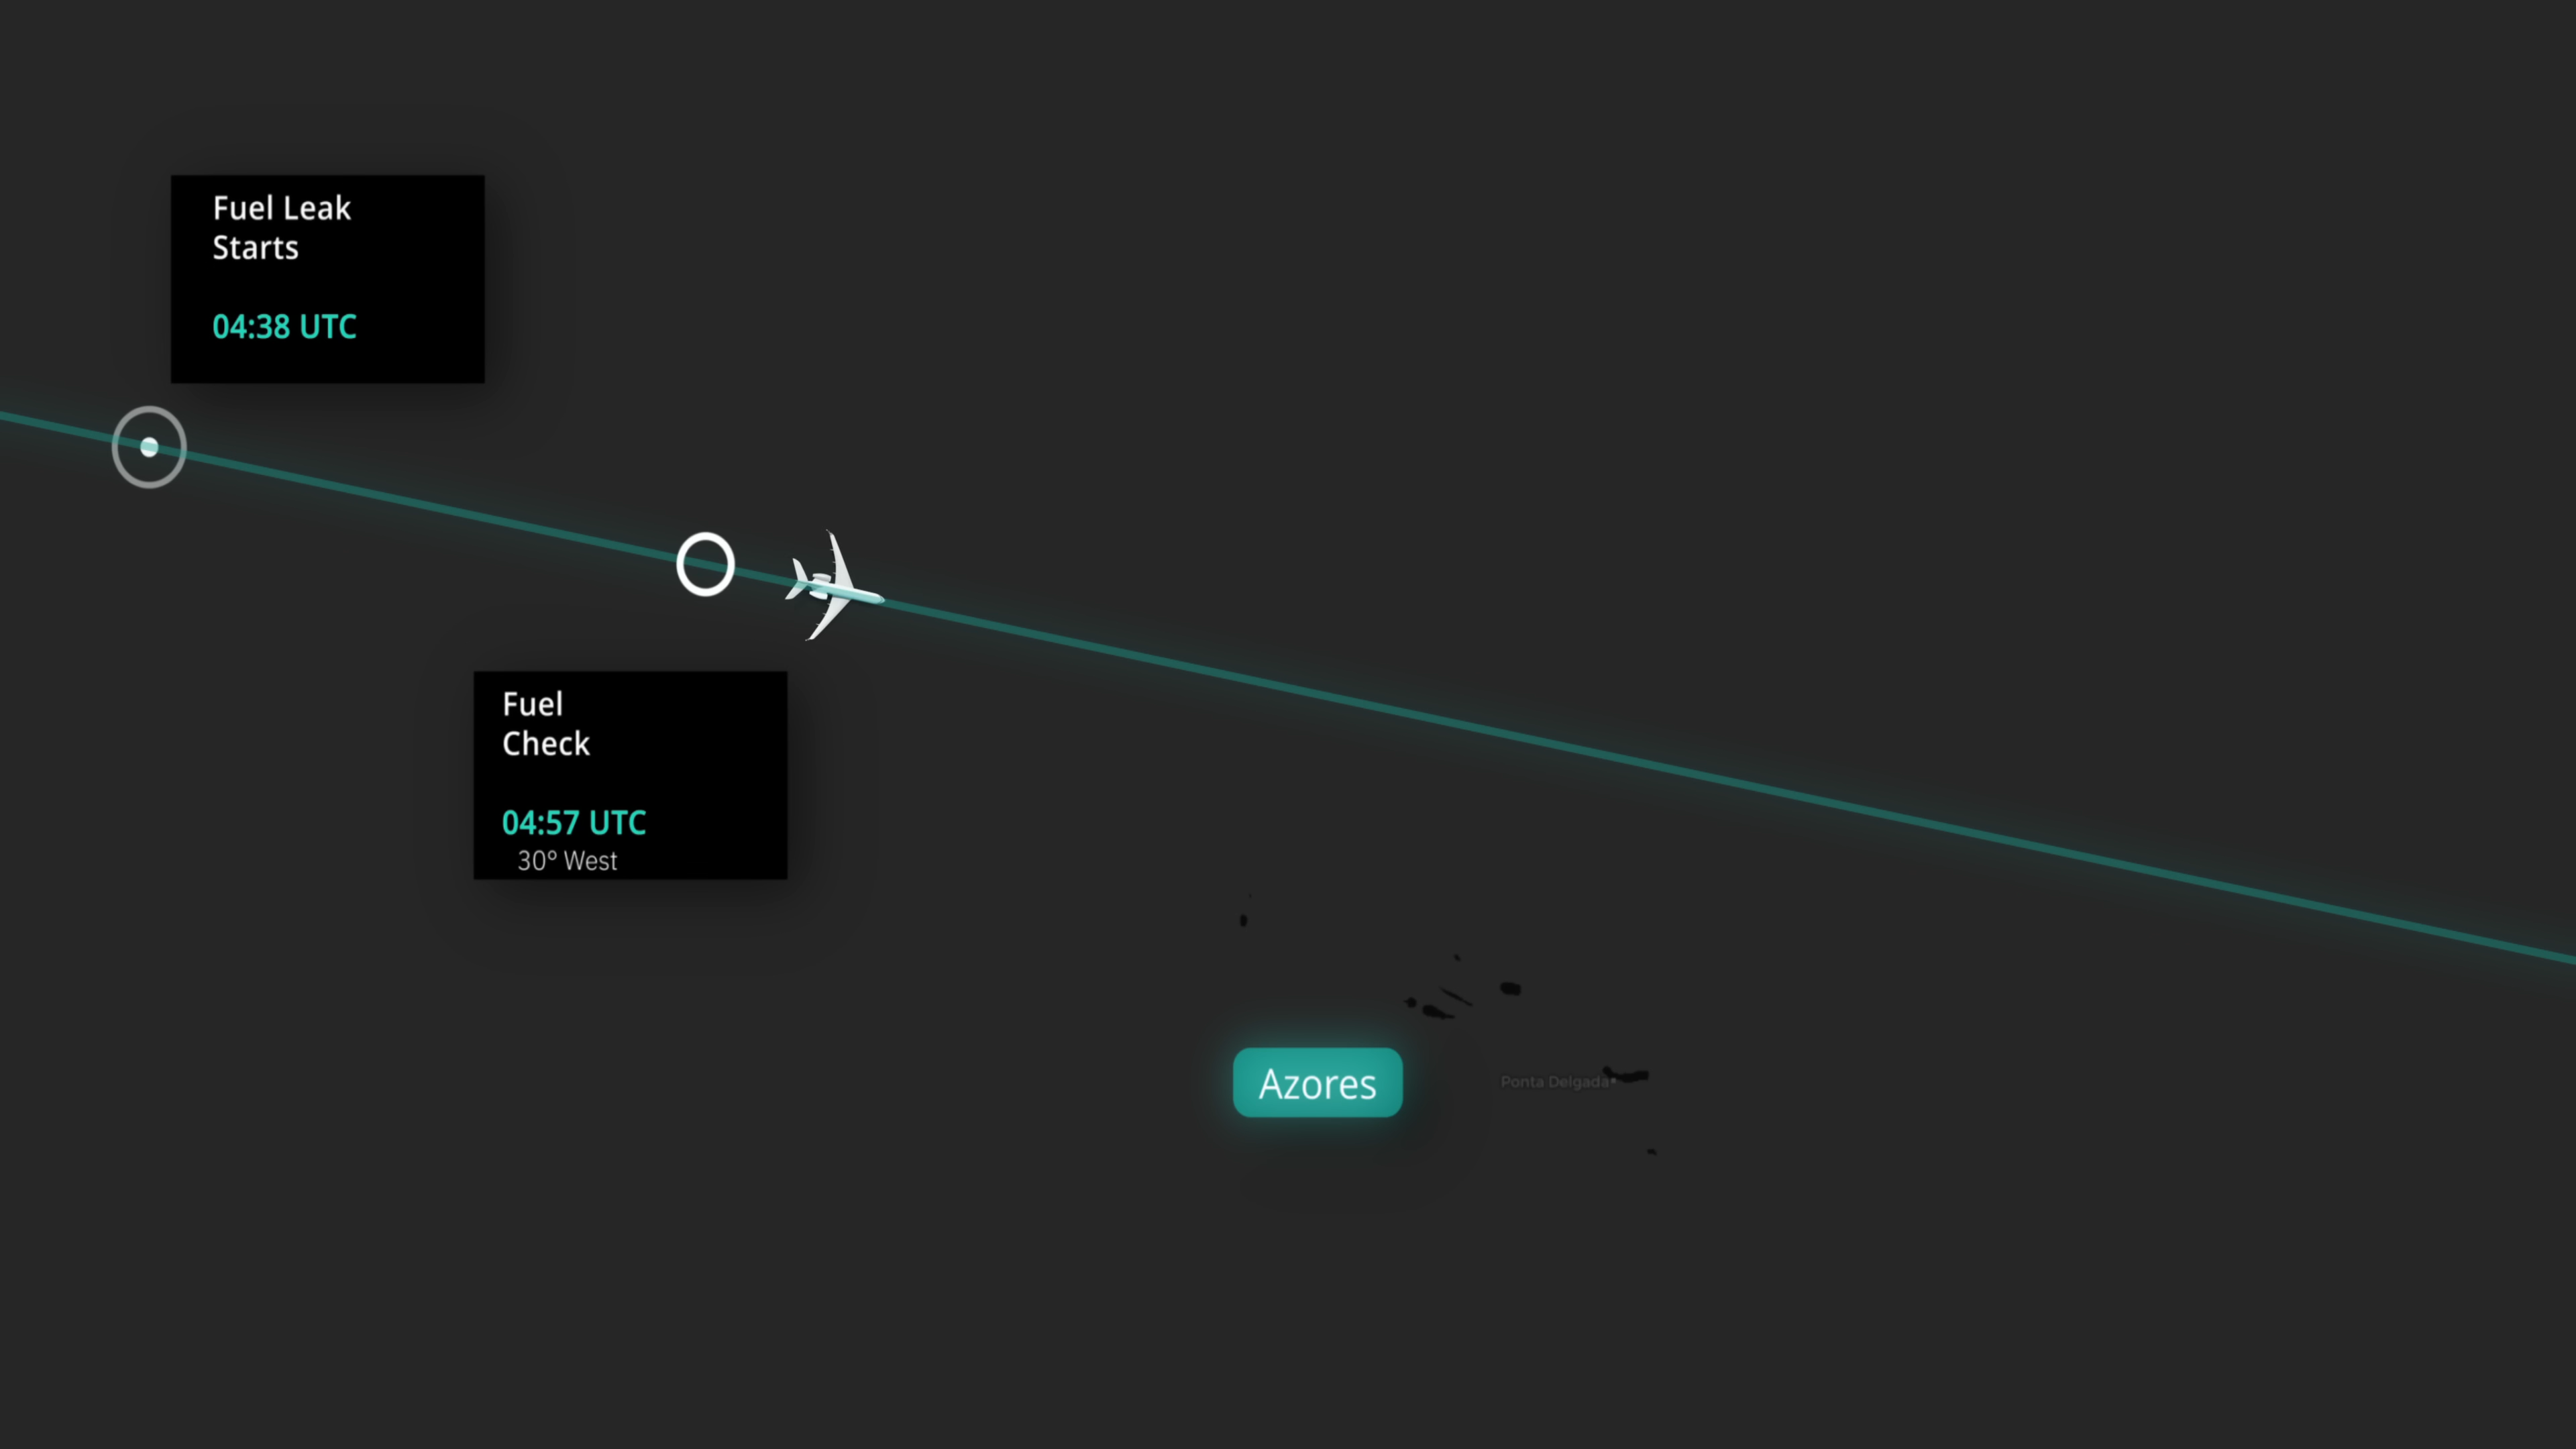 Fuel Leak
Starts
04:38 UTC
Fuel
Check
04:57 UTC
30° West
Azores
Ponta Delgada